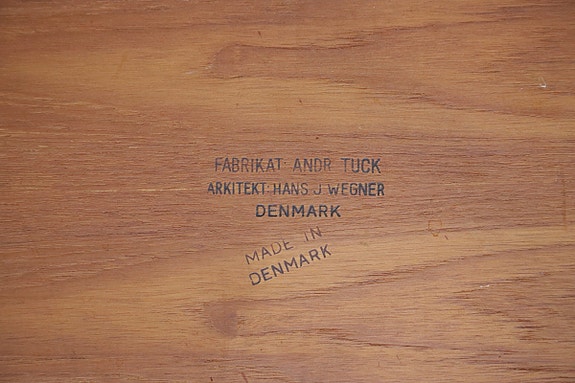 FABRIKAT: ANDR TUCK
ARKITEKT: HANS J WEGNER
DENMARK
MADE IN
DENMARK